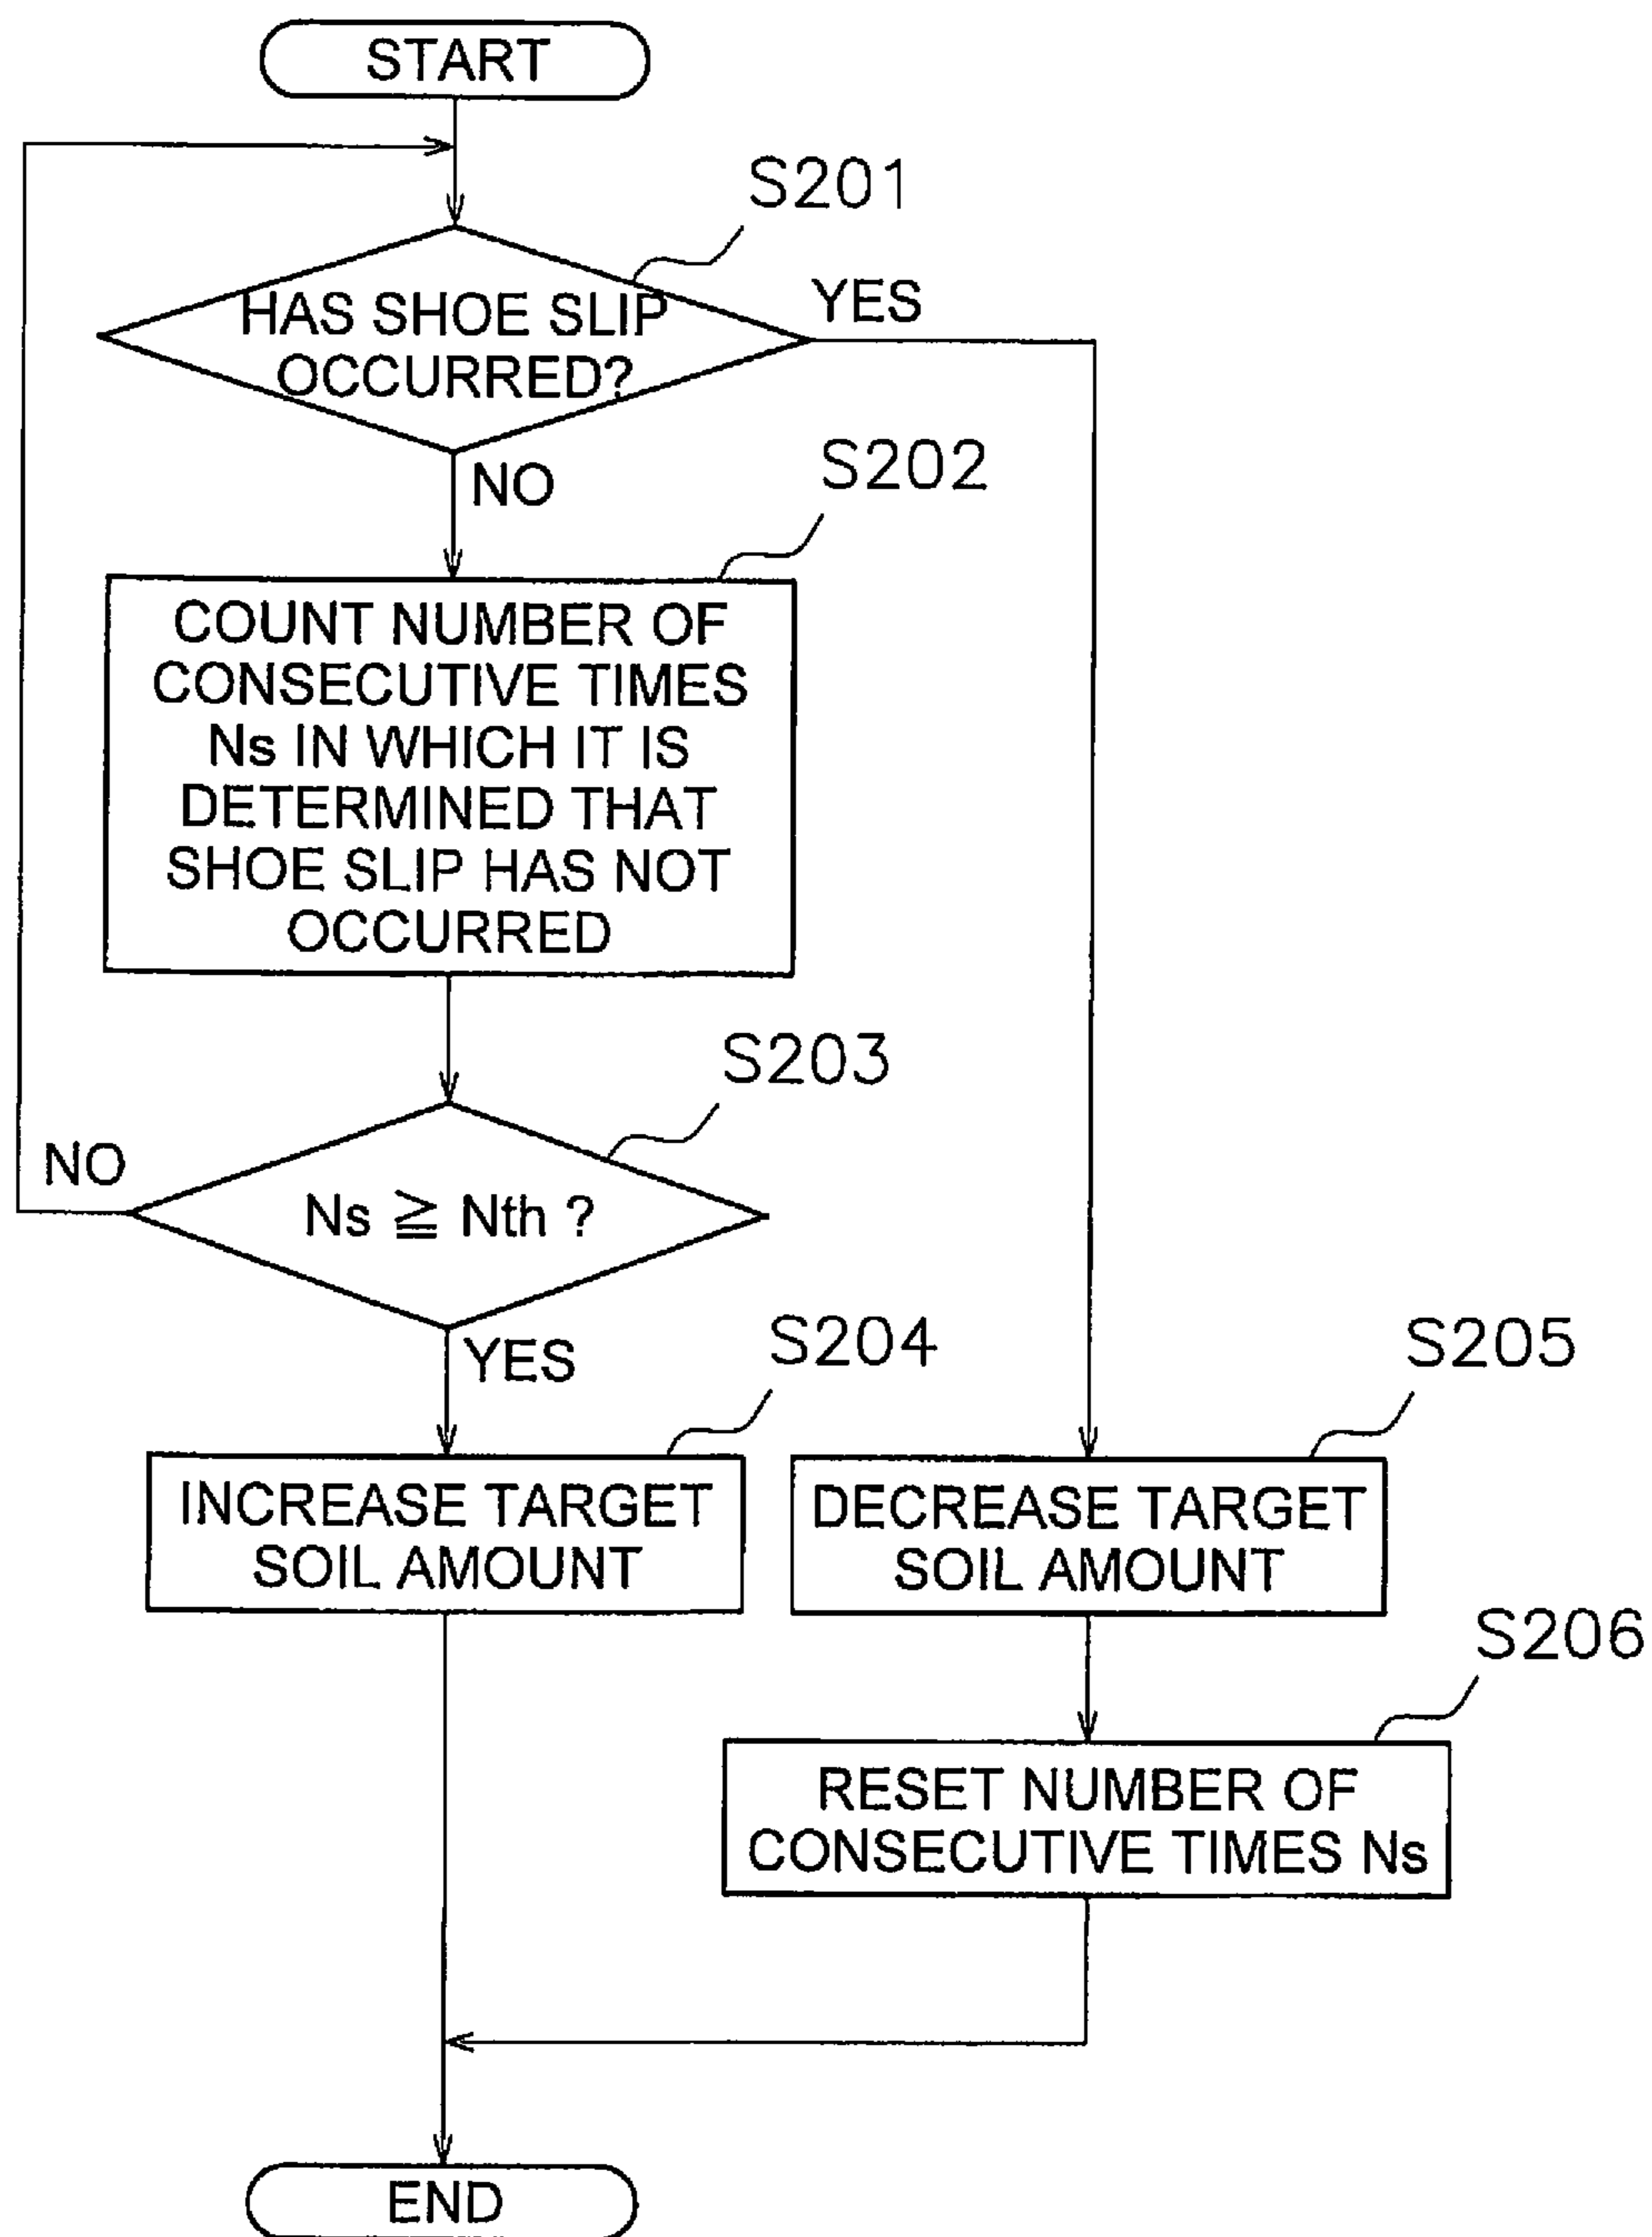 START
S201
HAS SHOE SLIP
OCCURRED?
YES
NO
S202
COUNT NUMBER OF
CONSECUTIVE TIMES
Ns IN WHICH IT IS
DETERMINED THAT
SHOE SLIP HAS NOT
OCCURRED
S203
Ns ≧ Nth ?
NO
YES
S204
INCREASE TARGET
SOIL AMOUNT
S205
DECREASE TARGET
SOIL AMOUNT
S206
RESET NUMBER OF
CONSECUTIVE TIMES Ns
END